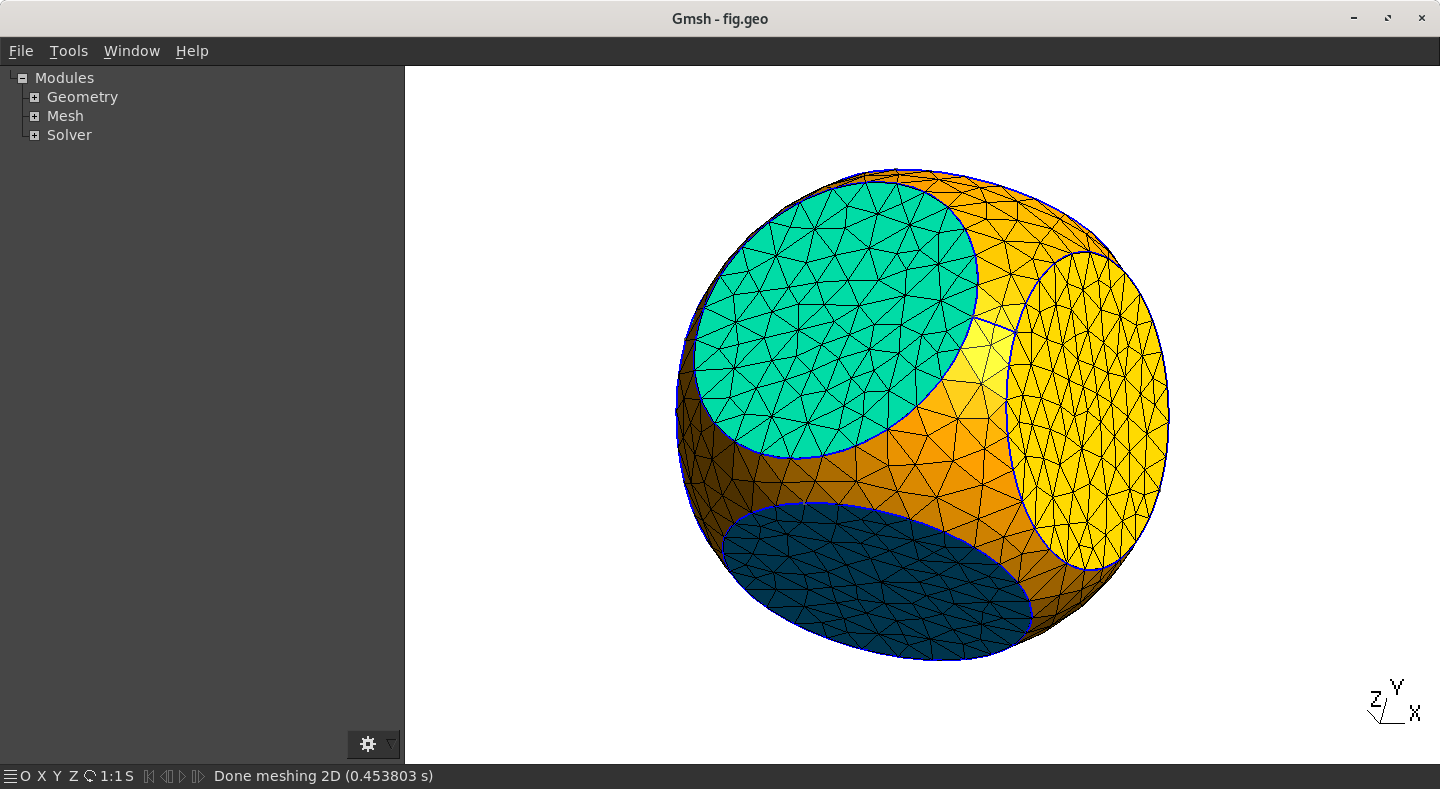 Gmsh - fig.geo
File Tools Window Help
Modules
Geometry
Mesh
Solver
Y
Z
X
O X Y Z 1:1 S Done meshing 2D (0.453803 s)